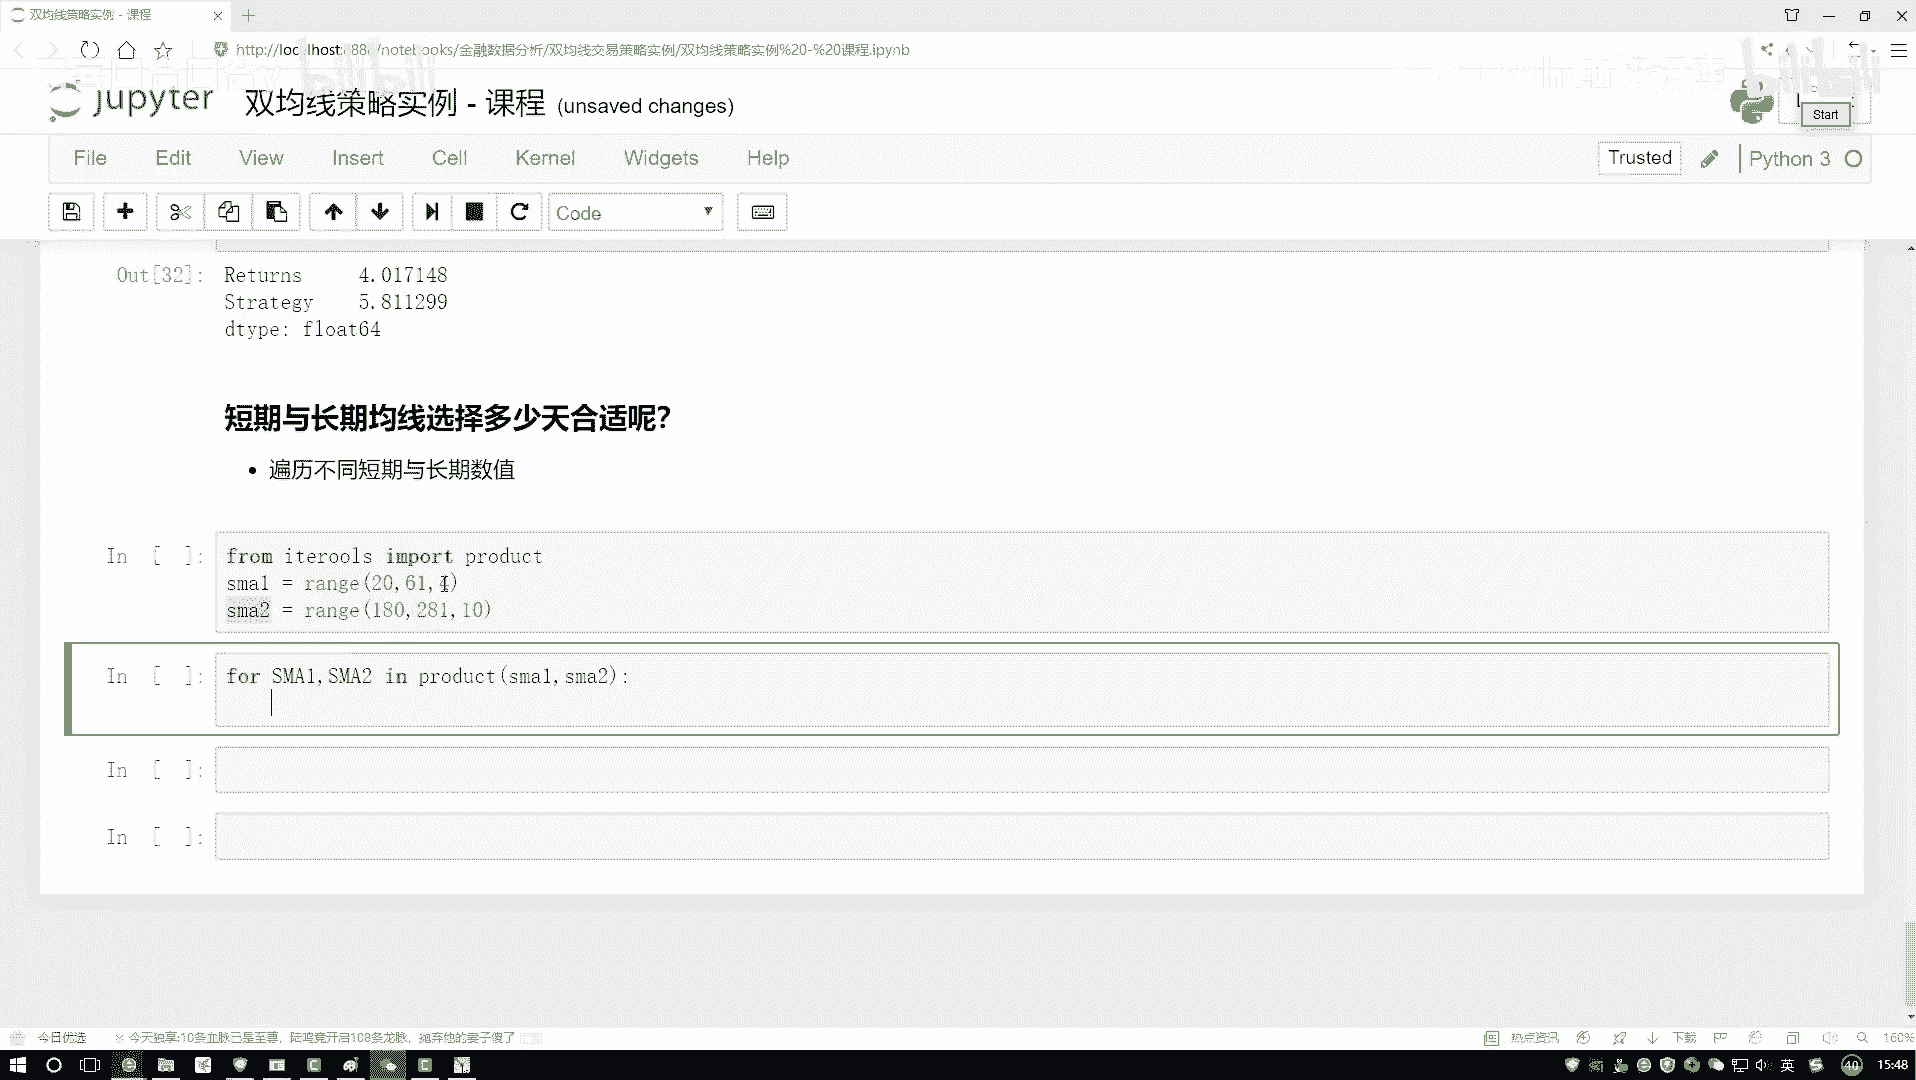 双均线策略实例 - 课程
http://localhost:888/notebooks/金融数据分析/双均线交易策略实例/双均线策略实例%20-%20课程.ipynb
jupyter 双均线策略实例 - 课程 (unsaved changes)
Start
File Edit View Insert Cell Kernel Widgets Help
Trusted Python 3
Code
Out[32]: Returns 4.017148
Strategy 5.811299
dtype: float64
短期与长期均线选择多少天合适呢?
• 遍历不同短期与长期数值
In [ ]: from iterools import product
sma1 = range(20,61,4)
sma2 = range(180,281,10)
In [ ]: for SMA1,SMA2 in product(sma1,sma2):
In [ ]:
In [ ]:
今日优选 今天独享:10条血脉已是至尊，陆鸣竟开启108条龙脉，抛弃他的妻子傻了
热点资讯 下载 160%
英 40 15:48